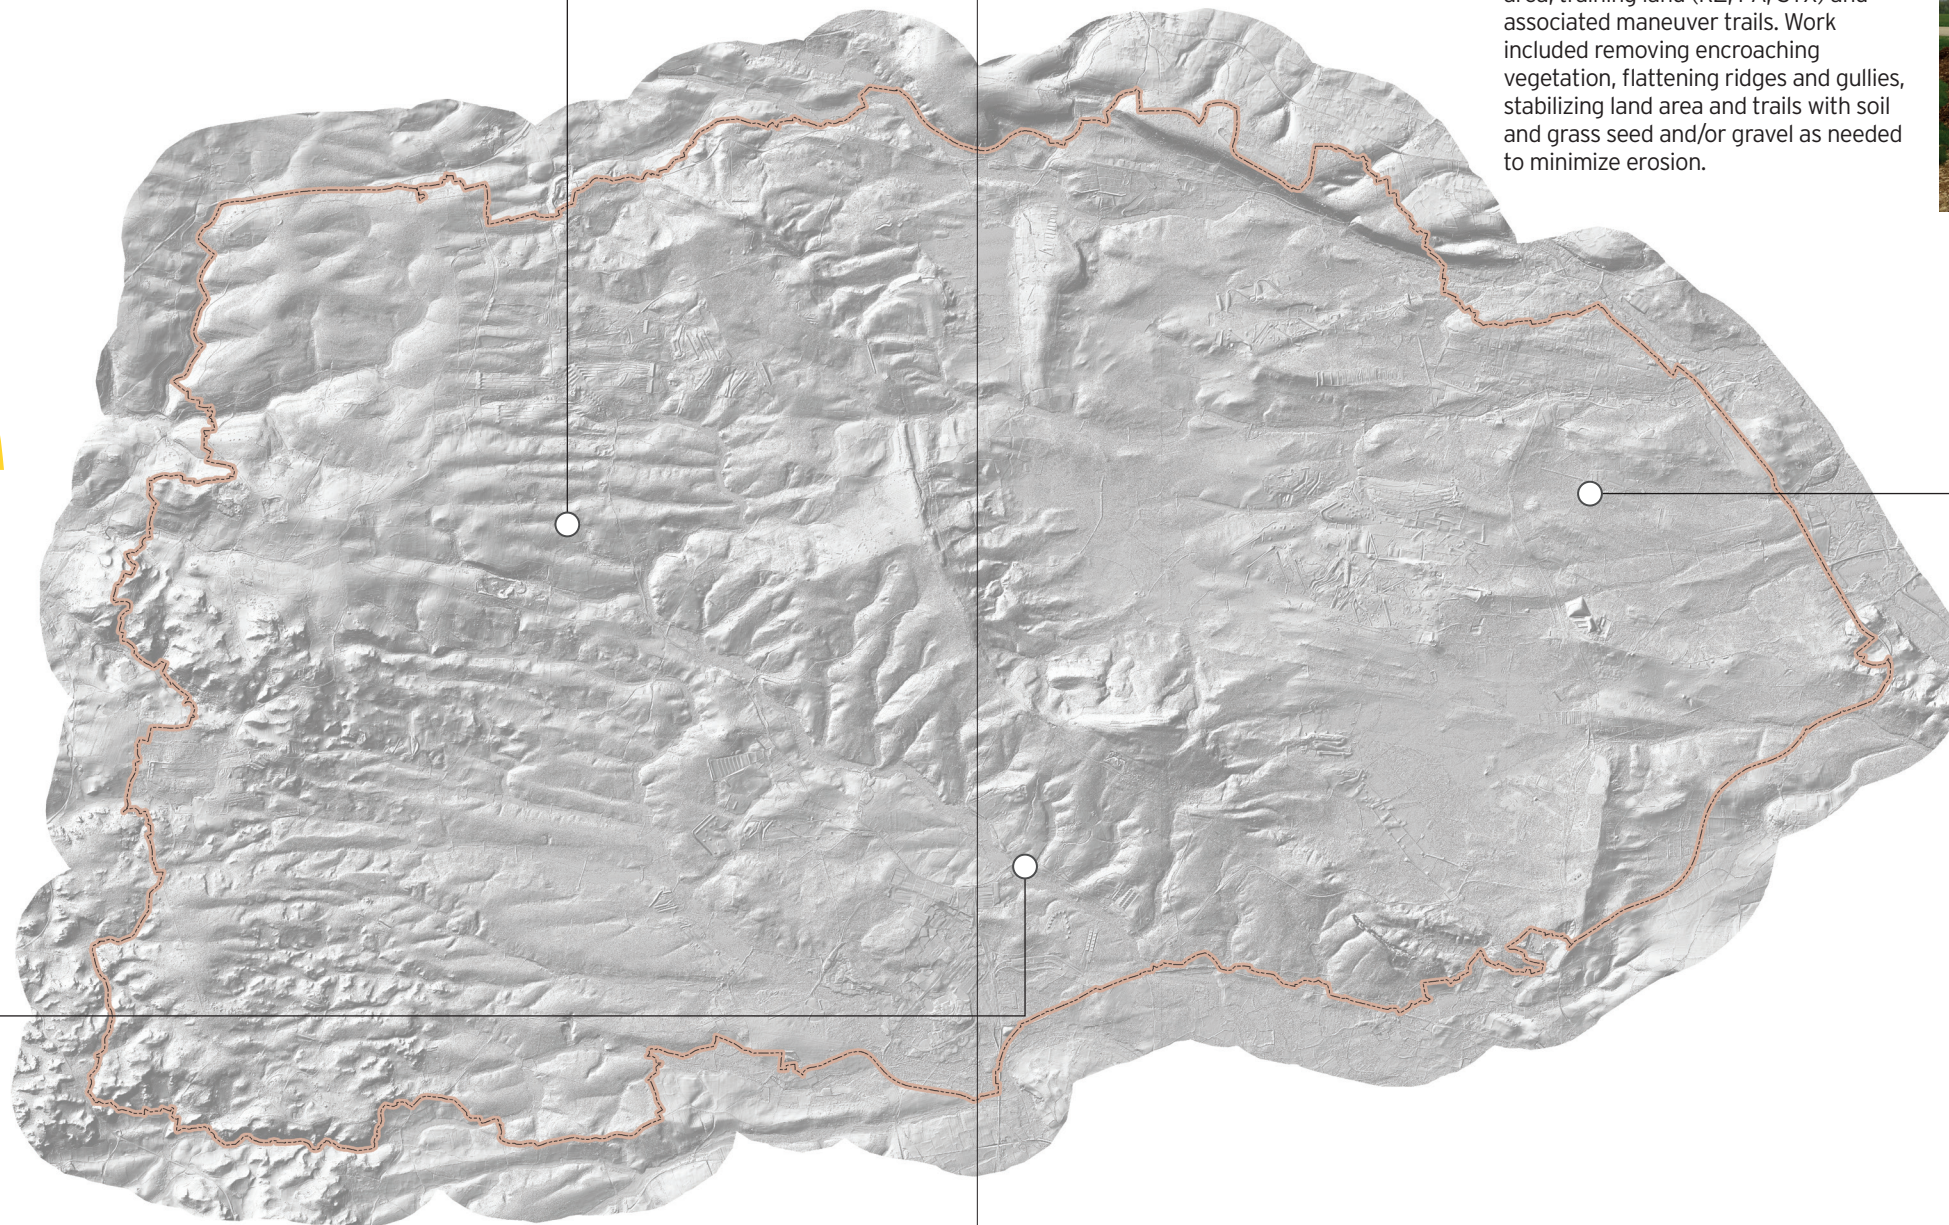 associated maneuver trails. Work
included removing encroaching
vegetation, flattening ridges and gullies,
stabilizing land area and trails with soil
and grass seed and/or gravel as needed
to minimize erosion.